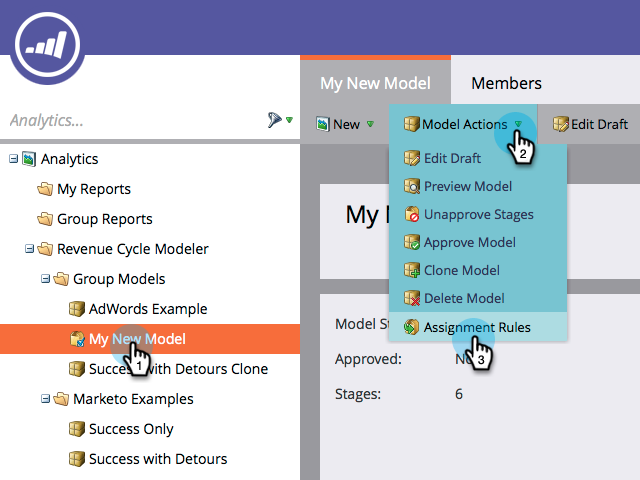 My New Model
Members
Analytics...
New
Model Actions
Edit Draft
2
Analytics
My Reports
Group Reports
Revenue Cycle Modeler
Group Models
AdWords Example
My New Model
1
Success with Detours Clone
Marketo Examples
Success Only
Success with Detours
Edit Draft
Preview Model
Unapprove Stages
Approve Model
Clone Model
Delete Model
Assignment Rules
3
My
Model St
Approved:
No
Stages:
6